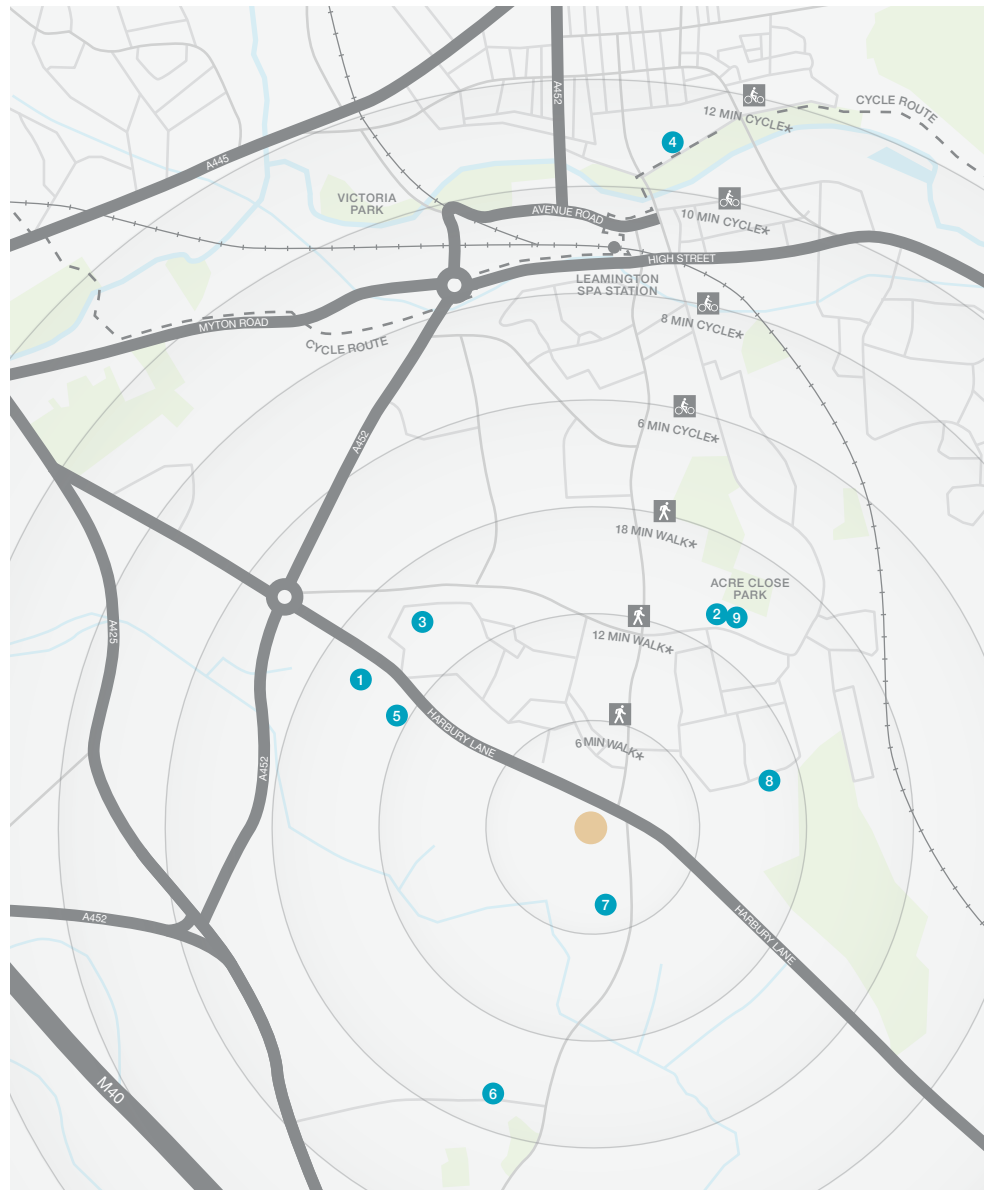 12 MIN CYCLE*
CYCLE ROUTE
A452
4
A445
VICTORIA
PARK
10 MIN CYCLE*
AVENUE ROAD
HIGH STREET
LEAMINGTON
SPA STATION
8 MIN CYCLE*
MYTON ROAD
CYCLE ROUTE
6 MIN CYCLE*
A452
18 MIN WALK*
ACRE CLOSE
PARK
2
9
3
12 MIN WALK*
A425
1
5
HARBURY LANE
6 MIN WALK*
A452
8
7
A452
HARBURY LANE
6
M40